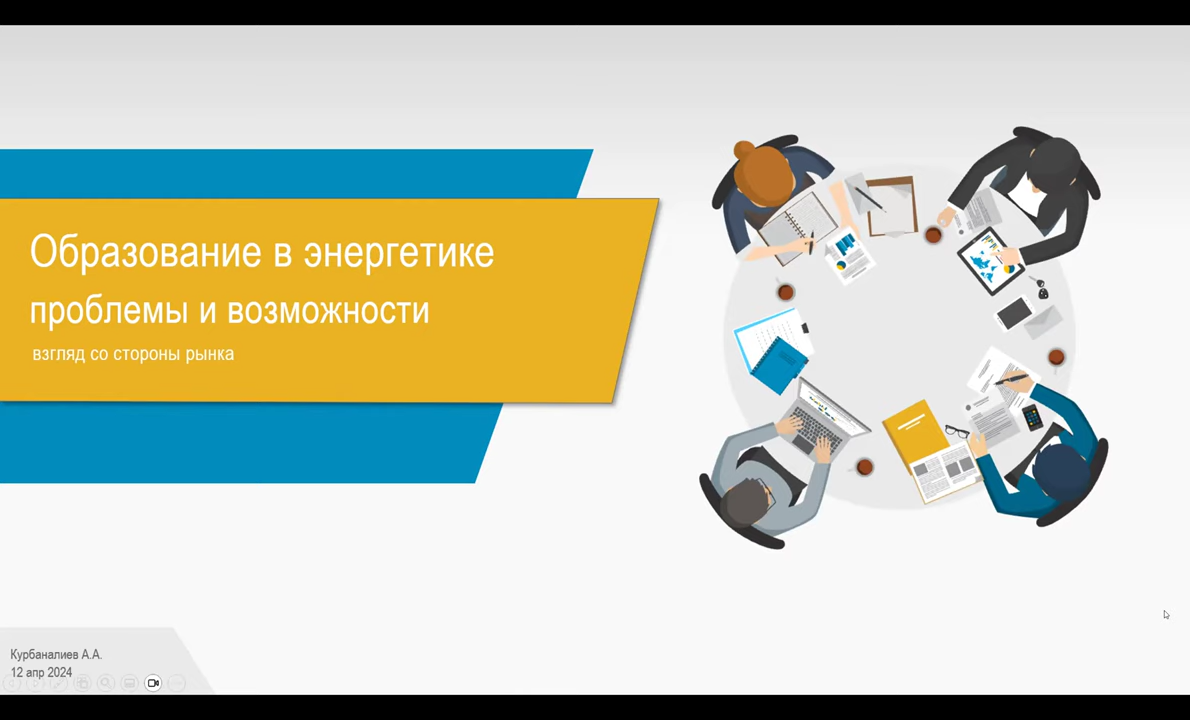 Образование в энергетике
проблемы и возможности
взгляд со стороны рынка
Курбаналиев А.А.
12 апр 2024